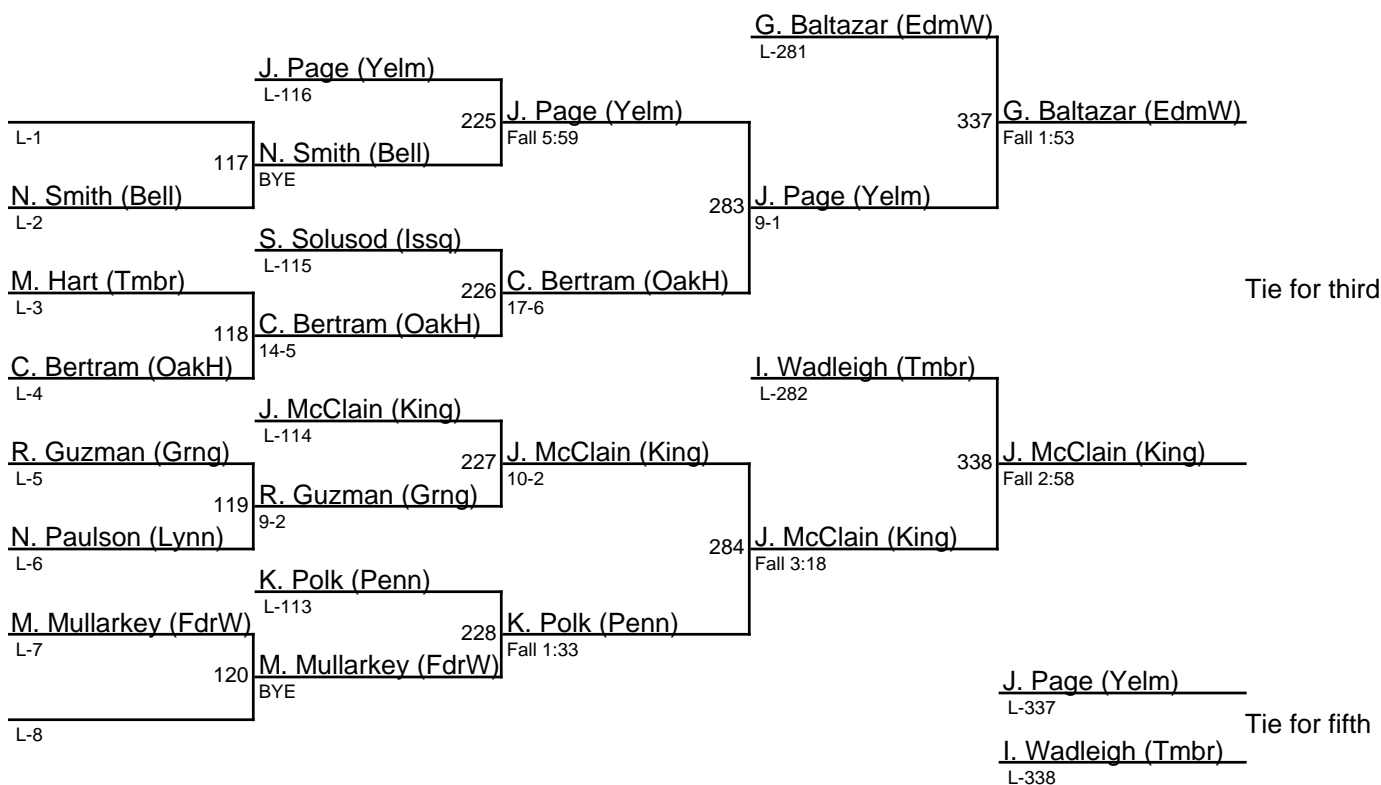 G. Baltazar (EdmW)
L-281
J. Page (Yelm)
L-116
225
J. Page (Yelm)
Fall 5:59
337
G. Baltazar (EdmW)
Fall 1:53
L-1
117
N. Smith (Bell)
BYE
N. Smith (Bell)
L-2
283
J. Page (Yelm)
9-1
S. Solusod (Issq)
L-115
M. Hart (Tmbr)
L-3
226
C. Bertram (OakH)
17-6
Tie for third
118
C. Bertram (OakH)
14-5
C. Bertram (OakH)
L-4
I. Wadleigh (Tmbr)
L-282
J. McClain (King)
L-114
R. Guzman (Grng)
L-5
227
J. McClain (King)
10-2
338
J. McClain (King)
Fall 2:58
119
R. Guzman (Grng)
9-2
N. Paulson (Lynn)
L-6
284
J. McClain (King)
Fall 3:18
K. Polk (Penn)
L-113
M. Mullarkey (FdrW)
L-7
228
K. Polk (Penn)
Fall 1:33
120
M. Mullarkey (FdrW)
BYE
L-8
J. Page (Yelm)
L-337
Tie for fifth
I. Wadleigh (Tmbr)
L-338